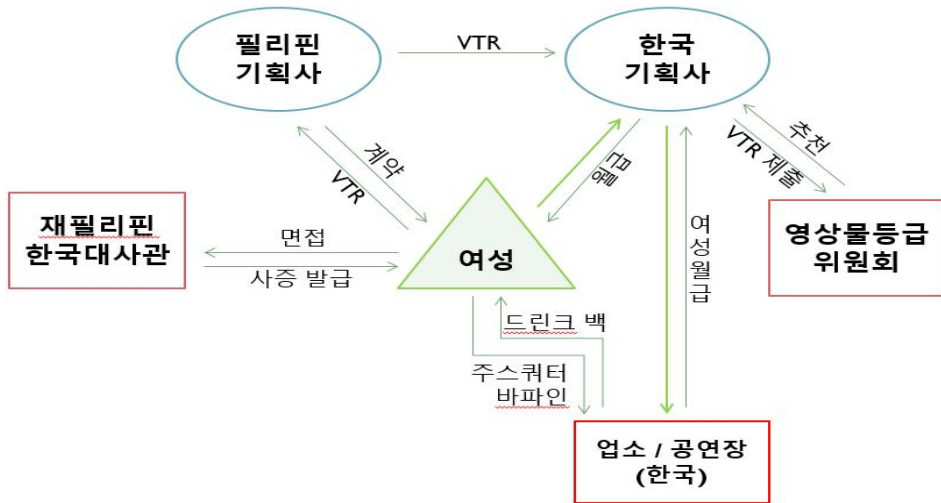 필리핀
기획사
VTR
한국
기획사
계약
VTR
월급
추천
VTR 제출
재필리핀
한국대사관
면접
사증 발급
여성
여성월급
영상물등급
위원회
드린크 백
주스쿼터
바파인
업소 / 공연장
(한국)